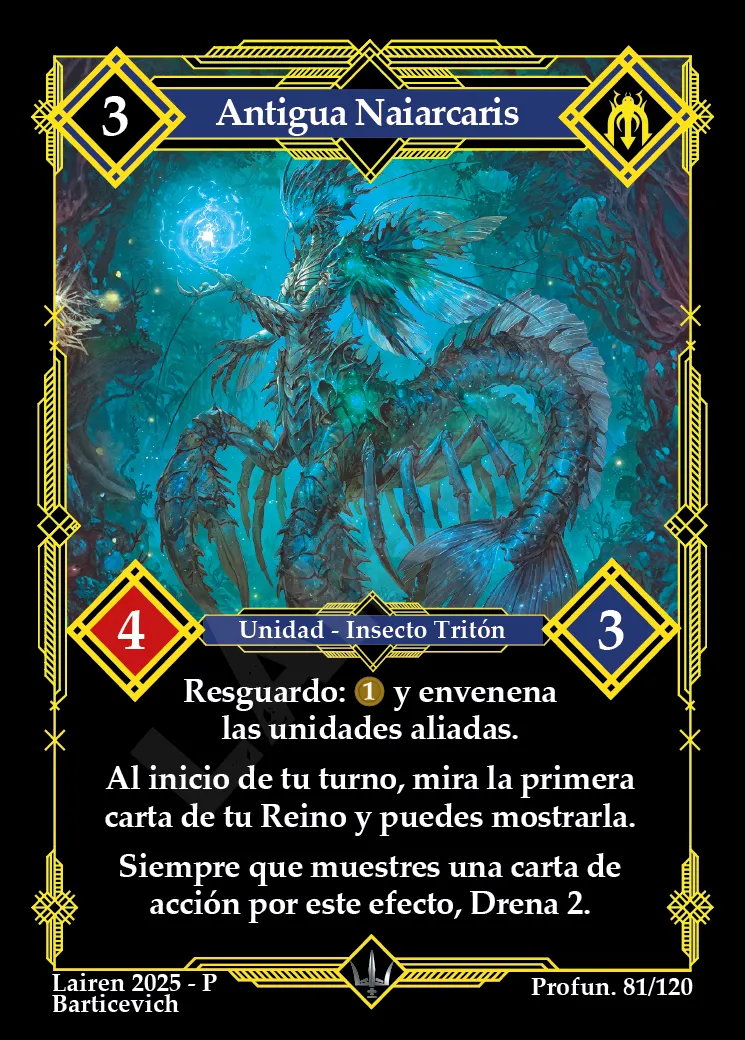 3
Antigua Naiarcaris
4
Unidad - Insecto Tritón
3
Resguardo: 1 y envenena
las unidades aliadas.
Al inicio de tu turno, mira la primera
carta de tu Reino y puedes mostrarla.
Siempre que muestres una carta de
acción por este efecto, Drena 2.
Lairen 2025 - P
Barticevich
Profun. 81/120